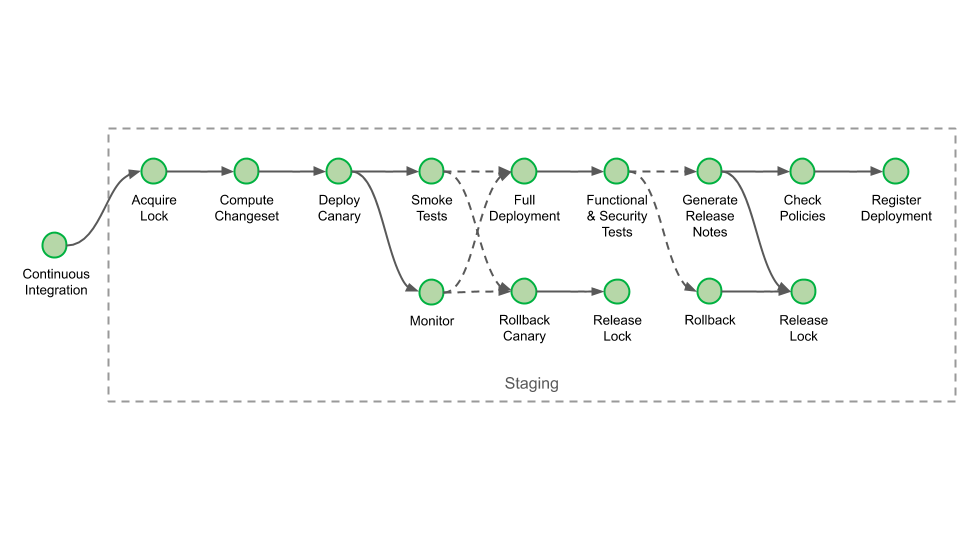 Acquire
Lock
Compute
Changeset
Deploy
Canary
Smoke
Tests
Full
Deployment
Functional
& Security
Tests
Generate
Release
Notes
Check
Policies
Register
Deployment
Continuous
Integration
Monitor
Rollback
Canary
Release
Lock
Rollback
Release
Lock
Staging